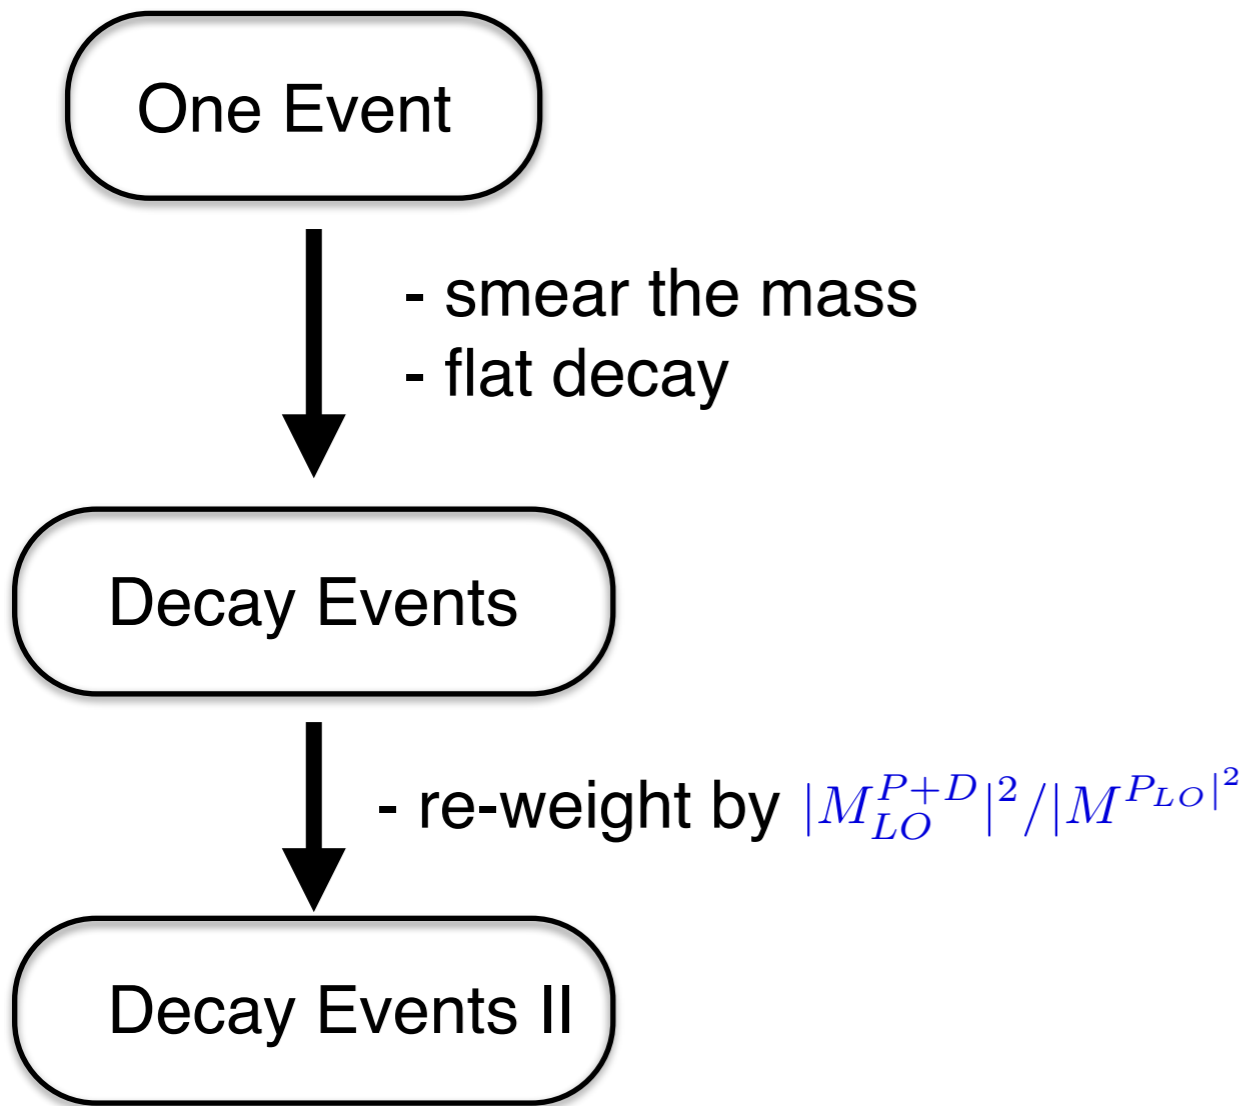 One Event
- smear the mass
- flat decay
Decay Events
- re-weight by $|M_{LO}^{P+D}|^2/|M^{P_{LO}|^2}$
Decay Events II